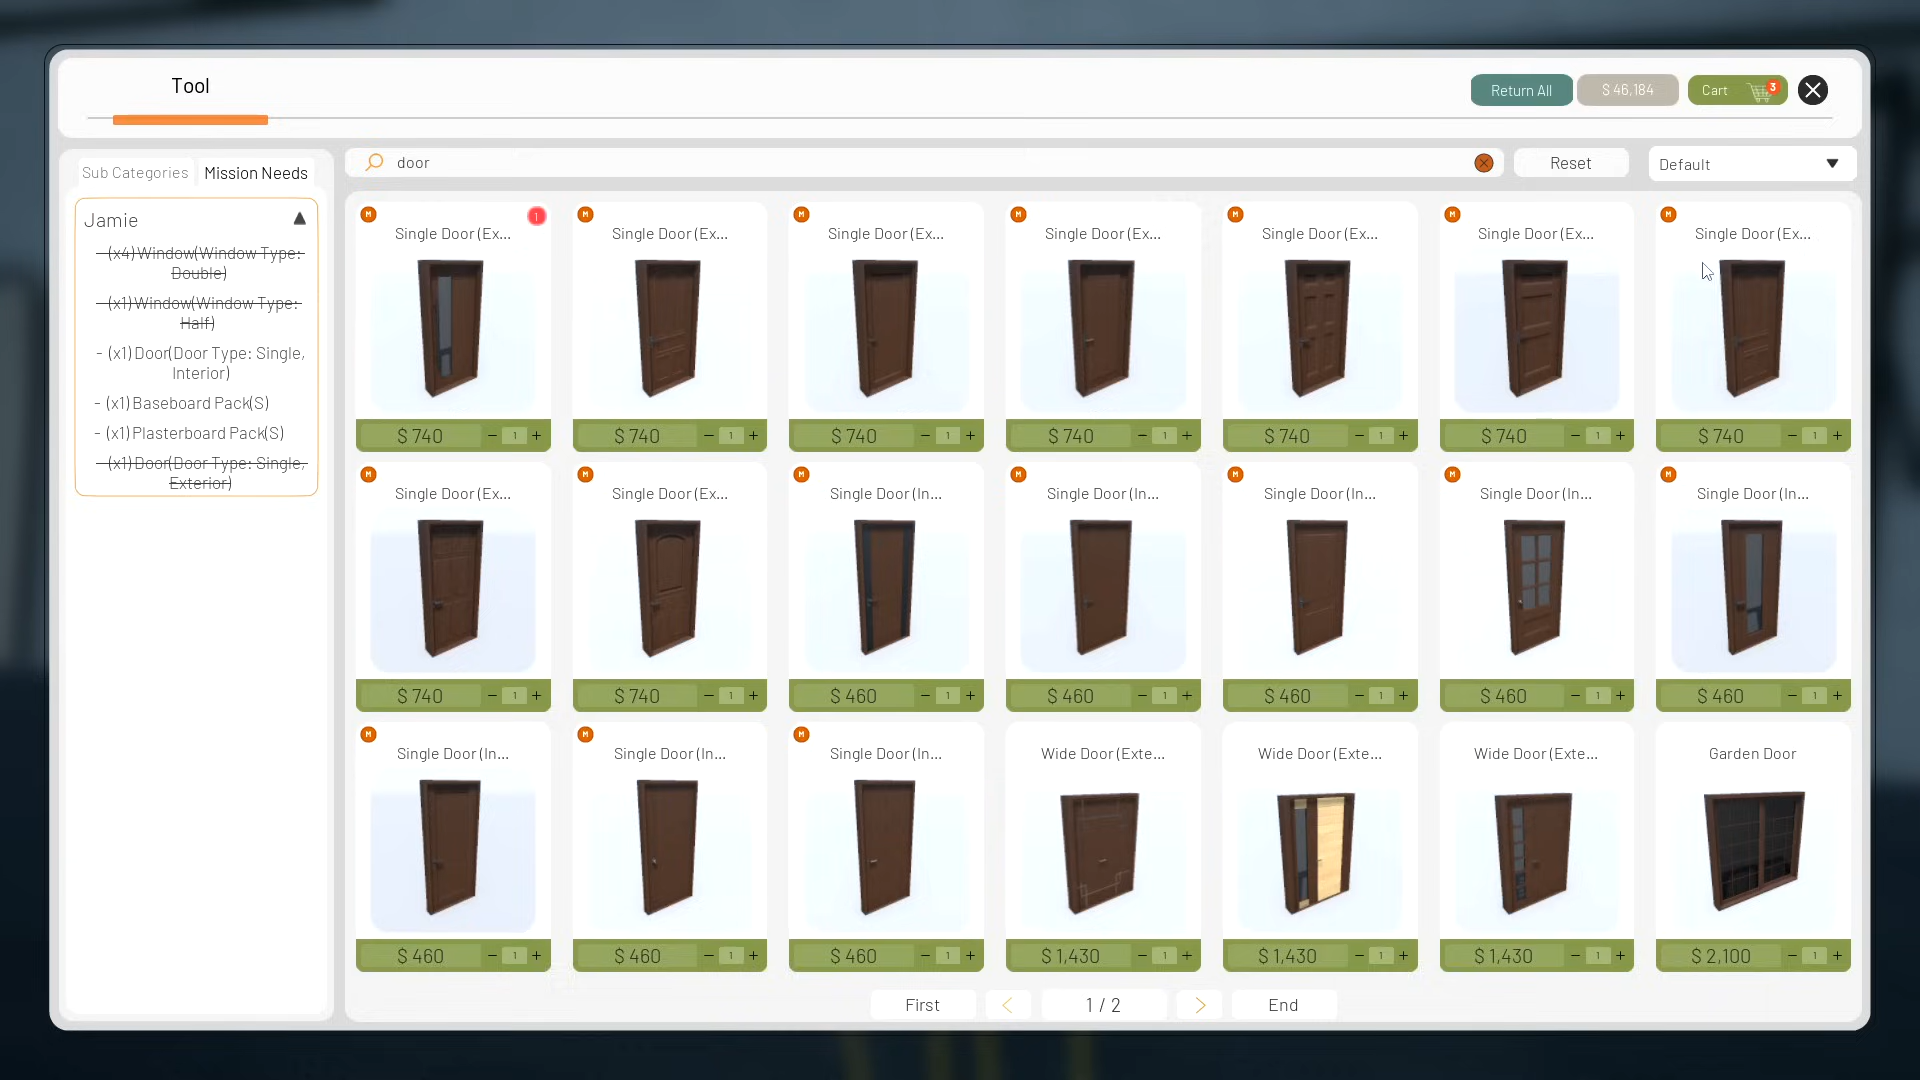 Tool
Return All
$ 46,184
Cart
3
Sub Categories
Mission Needs
door
Reset
Default
Jamie
- (x4)Window(Window Type:
Double)
- (x1)Window(Window Type:
Half)
- (x1) Door(Door Type: Single,
Interior)
- (x1) Baseboard Pack(S)
- (x1) Plasterboard Pack(S)
- (x1) Door(Door Type: Single,
Exterior)
M Single Door (Ex... 1
M Single Door (Ex...
M Single Door (Ex...
M Single Door (Ex...
M Single Door (Ex...
M Single Door (Ex...
M Single Door (Ex...
$ 740 − 1 +
$ 740 − 1 +
$ 740 − 1 +
$ 740 − 1 +
$ 740 − 1 +
$ 740 − 1 +
$ 740 − 1 +
M Single Door (Ex...
M Single Door (Ex...
M Single Door (In...
M Single Door (In...
M Single Door (In...
M Single Door (In...
M Single Door (In...
$ 740 − 1 +
$ 740 − 1 +
$ 460 − 1 +
$ 460 − 1 +
$ 460 − 1 +
$ 460 − 1 +
$ 460 − 1 +
M Single Door (In...
M Single Door (In...
M Single Door (In...
Wide Door (Exte...
Wide Door (Exte...
Wide Door (Exte...
Garden Door
$ 460 − 1 +
$ 460 − 1 +
$ 460 − 1 +
$ 1,430 − 1 +
$ 1,430 − 1 +
$ 1,430 − 1 +
$ 2,100 − 1 +
First
1 / 2
End